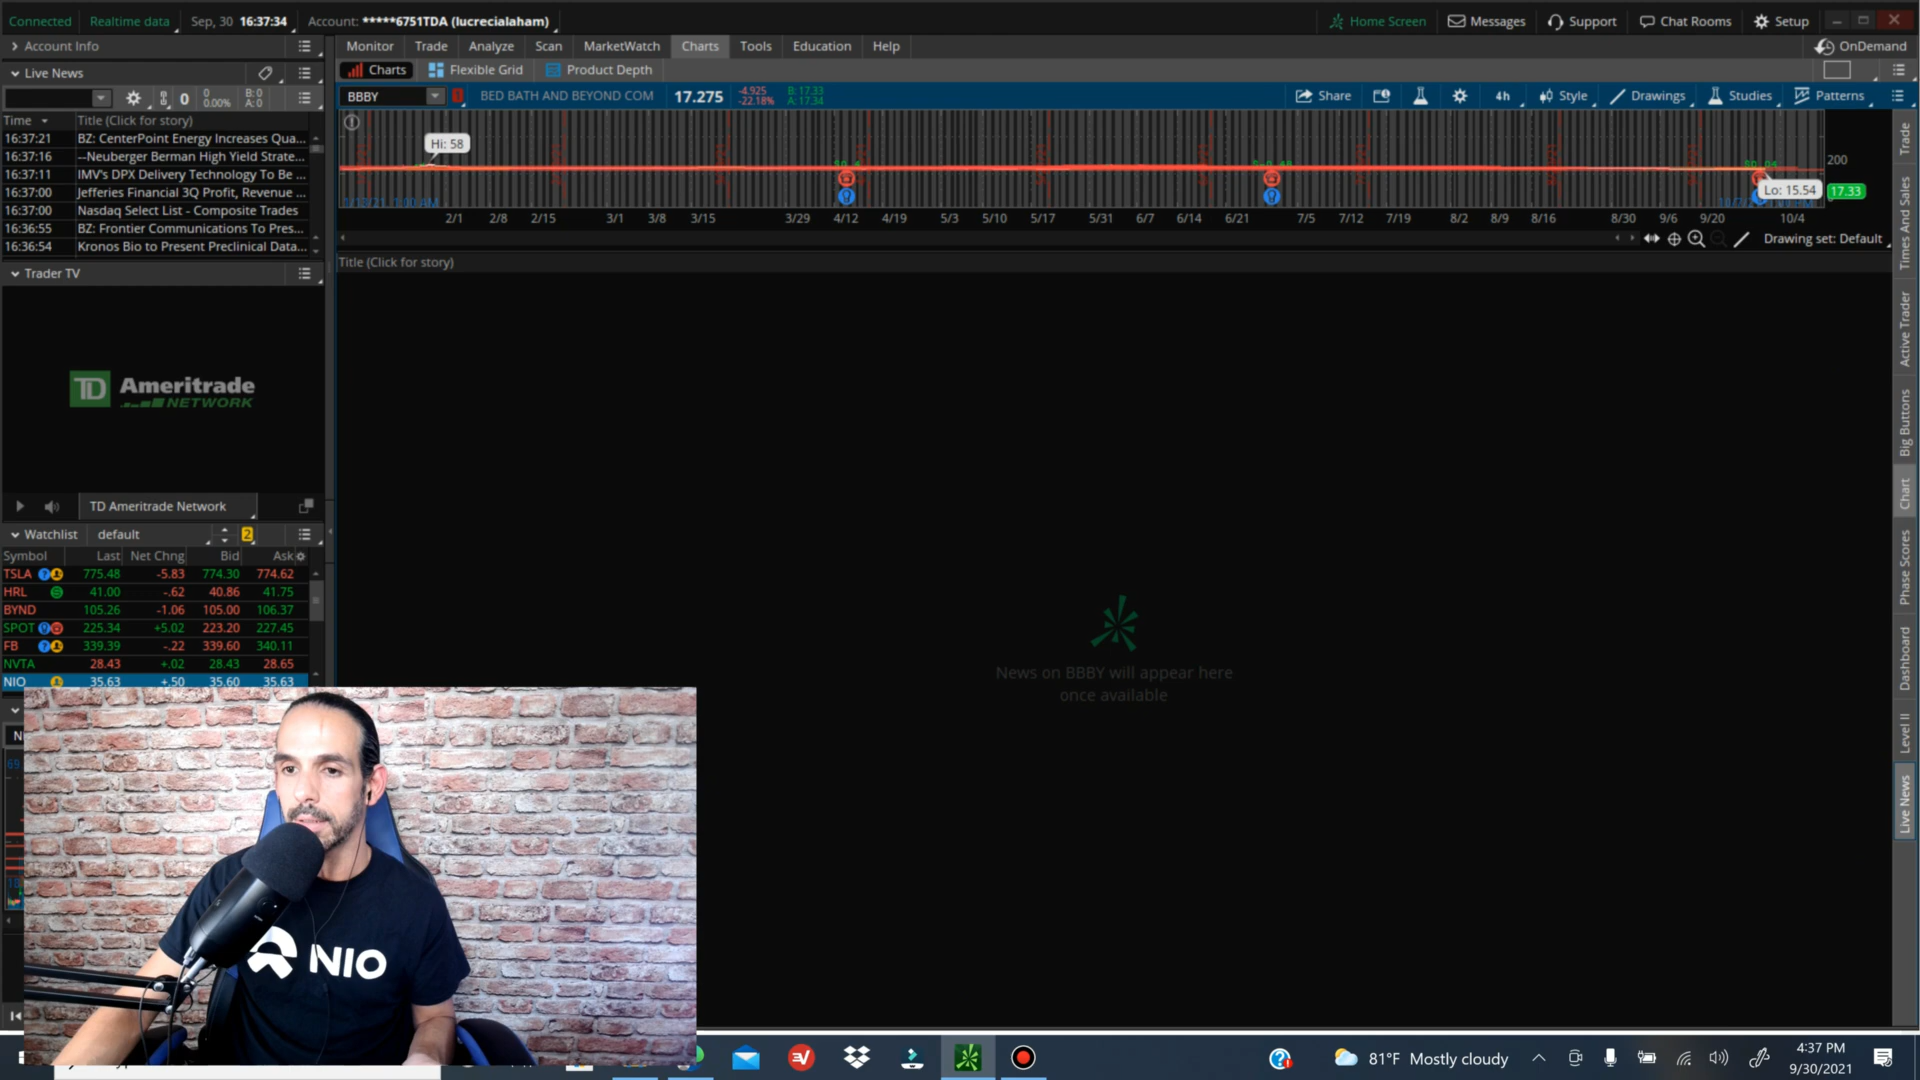 Connected Realtime data Sep, 30 16:37:34 Account: *****6751TDA (lucrecialaham) Home Screen Messages Support Chat Rooms Setup
Account Info
Monitor Trade Analyze Scan MarketWatch Charts Tools Education Help OnDemand
Live News
Charts Flexible Grid Product Depth
0 0 0.00% B: 0 A: 0
BBBY BED BATH AND BEYOND COM 17.275 -4.925 -22.18% B: 17.33 A: 17.34 Share 4h Style Drawings Studies Patterns
Time Title (Click for story)
16:37:21 BZ: CenterPoint Energy Increases Qua...
16:37:16 --Neuberger Berman High Yield Strate...
16:37:11 IMV's DPX Delivery Technology To Be ...
16:37:00 Jefferies Financial 3Q Profit, Revenue ...
16:37:00 Nasdaq Select List - Composite Trades
16:36:55 BZ: Frontier Communications To Pres...
16:36:54 Kronos Bio to Present Preclinical Data...
Hi: 58
200
Lo: 15.54
17.33
2/1 2/8 2/15 3/1 3/8 3/15 3/29 4/12 4/19 5/3 5/10 5/17 5/31 6/7 6/14 6/21 7/5 7/12 7/19 8/2 8/9 8/16 8/30 9/6 9/20 10/4
Drawing set: Default
Title (Click for story)
Trader TV
TD Ameritrade
NETWORK
TD Ameritrade Network
Watchlist default 2
Symbol Last Net Chng Bid Ask
TSLA 775.48 -5.83 774.30 774.62
HRL 41.00 -.62 40.86 41.75
BYND 105.26 -1.06 105.00 106.37
SPOT 225.34 +5.02 223.20 227.45
FB 339.39 -.22 339.60 340.11
NVTA 28.43 +.02 28.43 28.65
NIO 35.63 +.50 35.60 35.63
News on BBBY will appear here
once available
Trade
Times And Sales
Active Trader
Big Buttons
Chart
Phase Scores
Dashboard
Level II
Live News
NIO
81°F Mostly cloudy
4:37 PM
9/30/2021